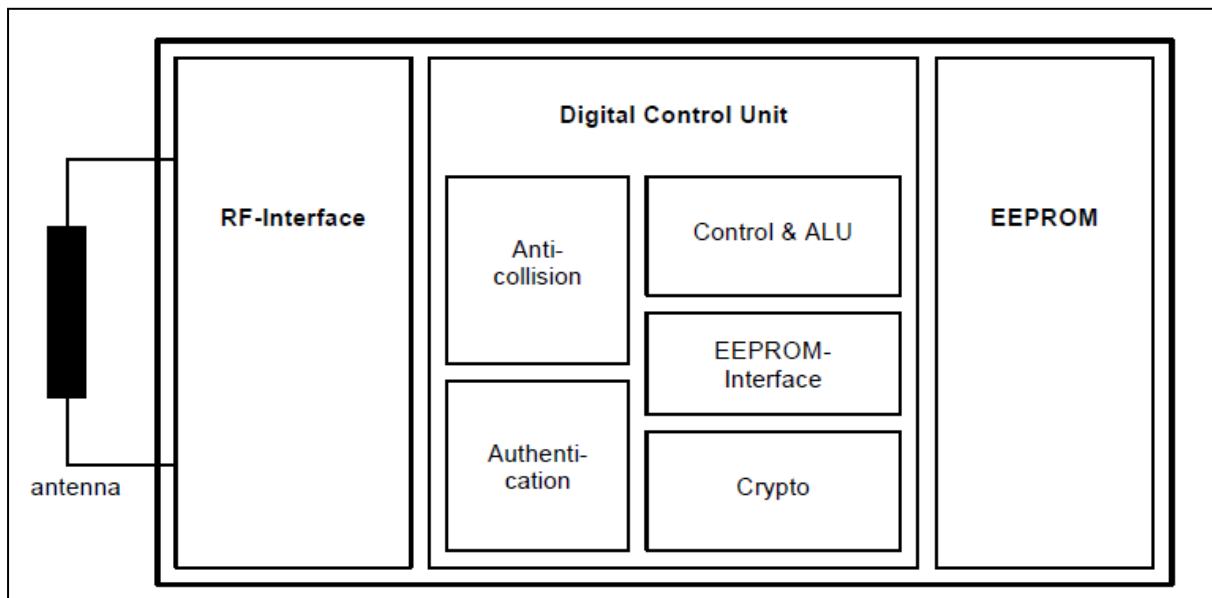 Digital Control Unit
RF-Interface
EEPROM
Anti-
collision
Control & ALU
EEPROM-
Interface
Authenti-
cation
Crypto
antenna